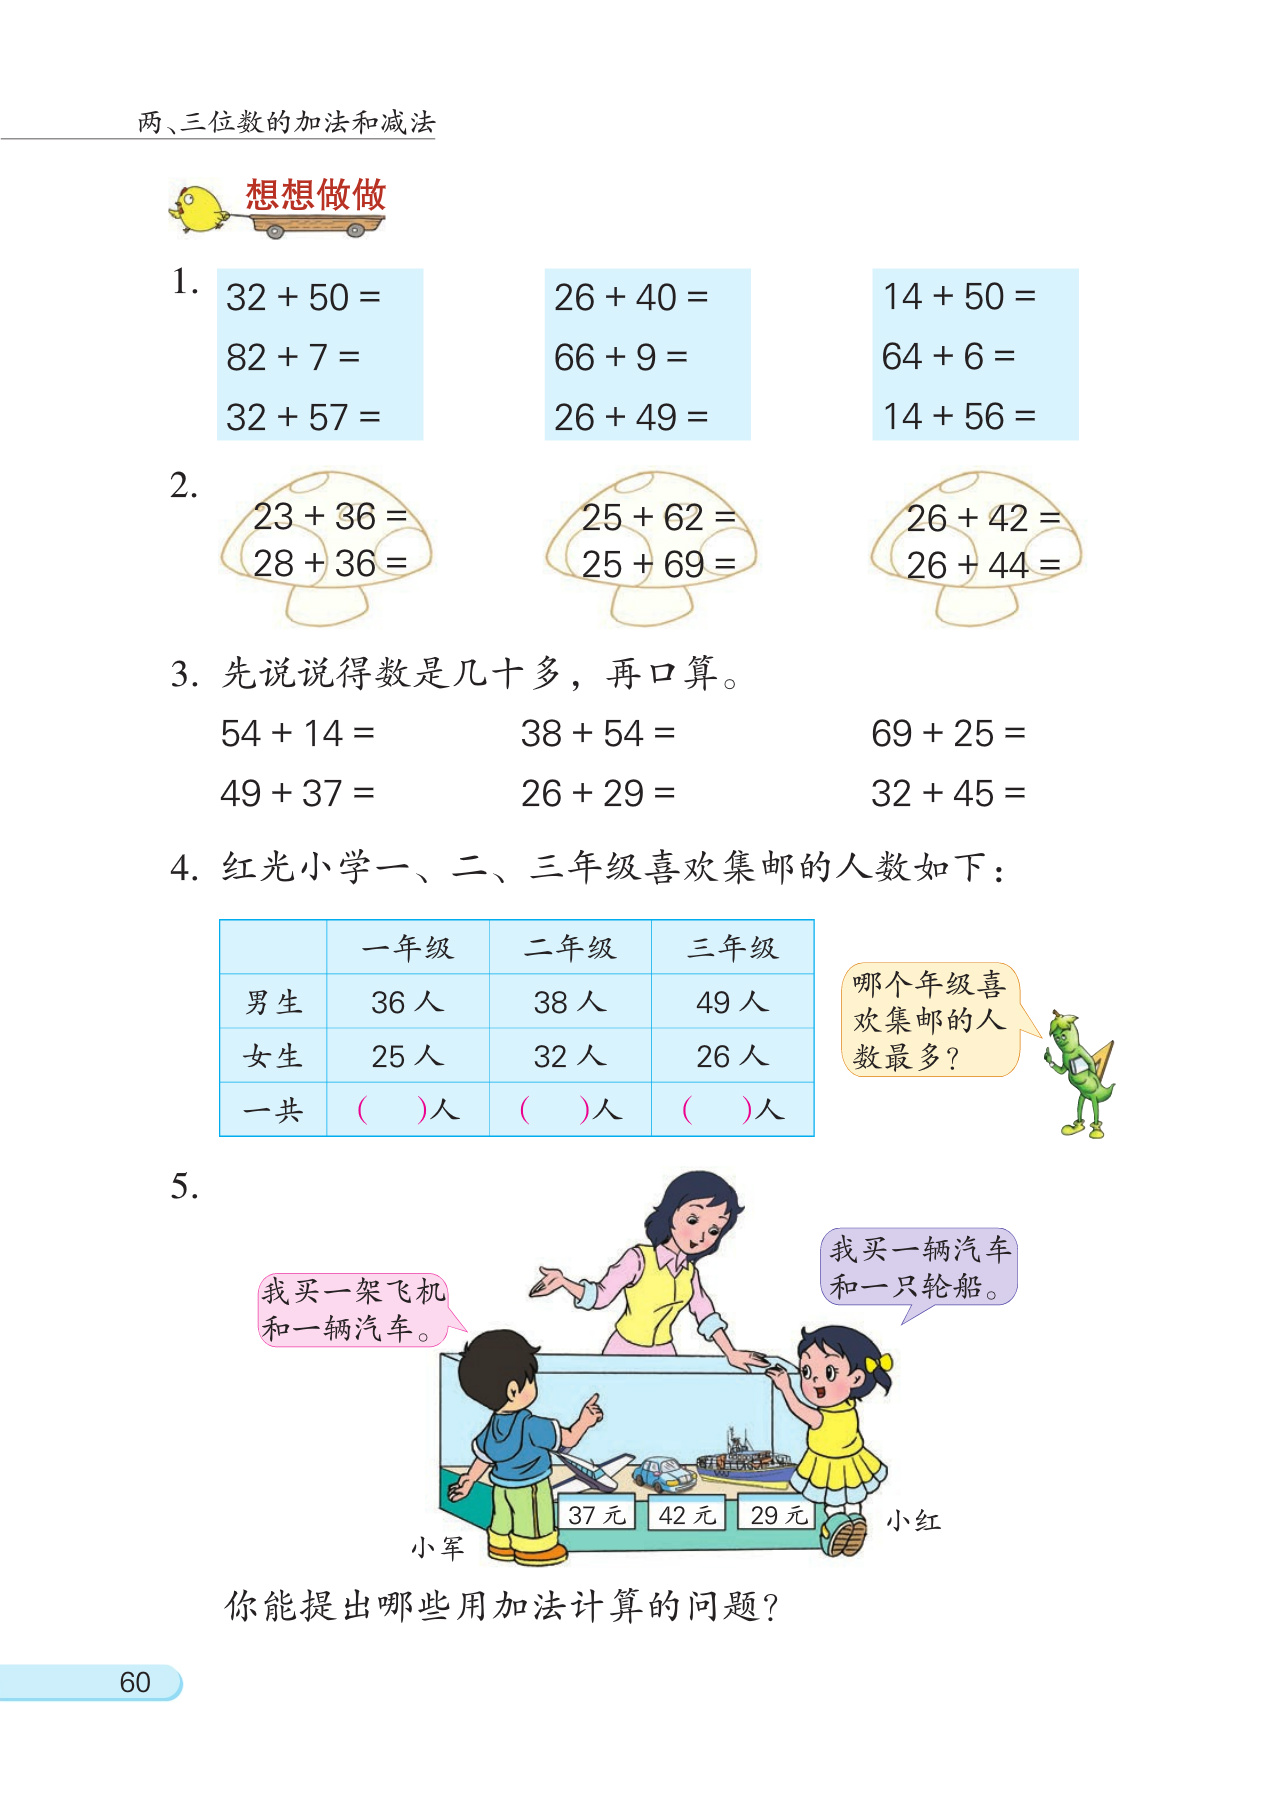 两、三位数的加法和减法
想想做做
1.
32 + 50 = 26 + 40 = 14 + 50 =
82 + 7 = 66 + 9 = 64 + 6 =
32 + 57 = 26 + 49 = 14 + 56 =
2.
23 + 36 = 25 + 62 = 26 + 42 =
28 + 36 = 25 + 69 = 26 + 44 =
3. 先说说得数是几十多，再口算。
54 + 14 = 38 + 54 = 69 + 25 =
49 + 37 = 26 + 29 = 32 + 45 =
4. 红光小学一、二、三年级喜欢集邮的人数如下：
一年级 二年级 三年级
男生 36 人 38 人 49 人
女生 25 人 32 人 26 人
一共 ( )人 ( )人 ( )人
哪个年级喜
欢集邮的人
数最多？
5.
我买一架飞机
和一辆汽车。
我买一辆汽车
和一只轮船。
37 元 42 元 29 元
小军
小红
你能提出哪些用加法计算的问题？
60